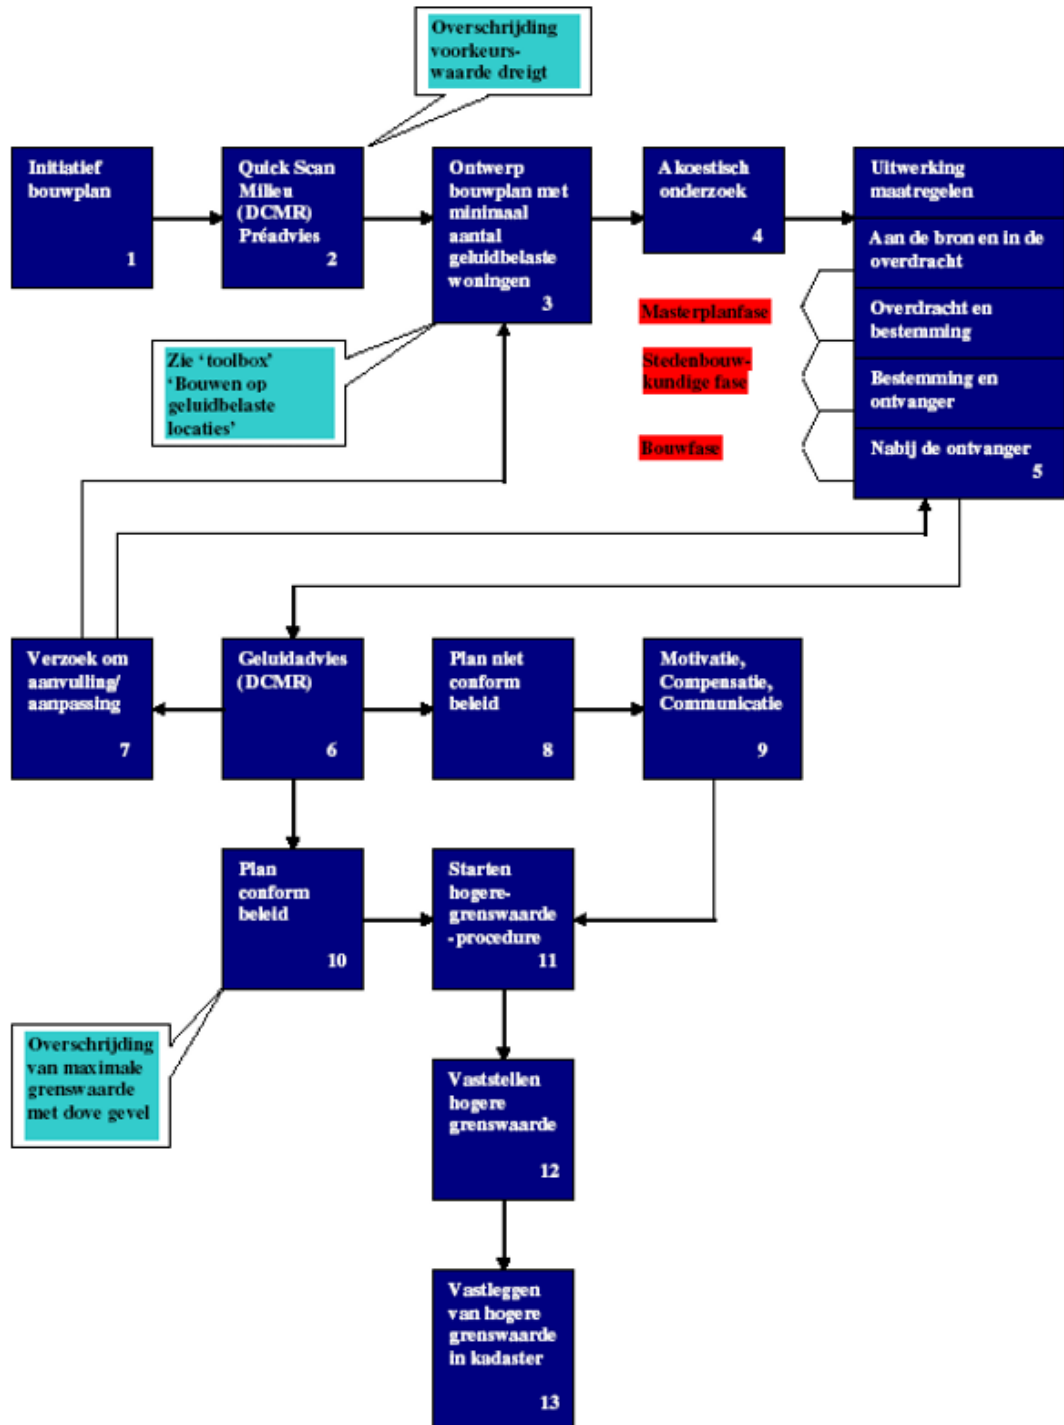 Overschrijding
voorkeurs-
waarde dreigt
Initiatief
bouwplan
1
Quick Scan
Milieu
(DCMR)
Préadvies
2
Ontwerp
bouwplan met
minimaal
aantal
geluidbelaste
woningen
3
Akoestisch
onderzoek
4
Uitwerking
maatregelen
Aan de bron en in de
overdracht
Overdracht en
bestemming
Bestemming en
ontvanger
Nabij de ontvanger
5
Masterplanfase
Stedenbouw-
kundige fase
Bouwfase
Zie ‘toolbox’
‘Bouwen op
geluidbelaste
locaties’
Verzoek om
aanvulling/
aanpassing
7
Geluidadvies
(DCMR)
6
Plan niet
conform
beleid
8
Motivatie,
Compensatie,
Communicatie
9
Plan
conform
beleid
10
Starten
hogere-
grenswaarde
-procedure
11
Overschrijding
van maximale
grenswaarde
met dove gevel
Vaststellen
hogere
grenswaarde
12
Vastleggen
van hogere
grenswaarde
in kadaster
13